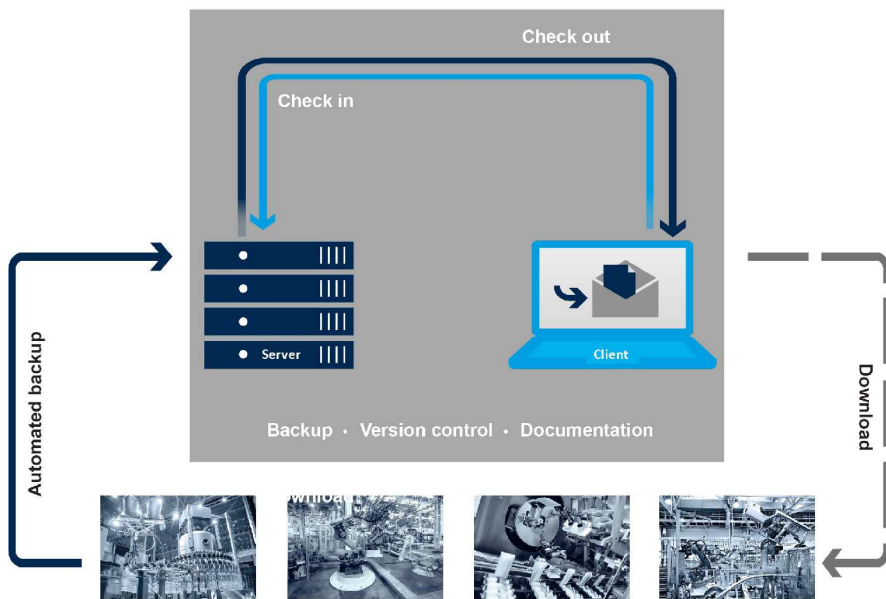 Check out
Check in
Server
Client
Backup · Version control · Documentation
Automated backup
Download